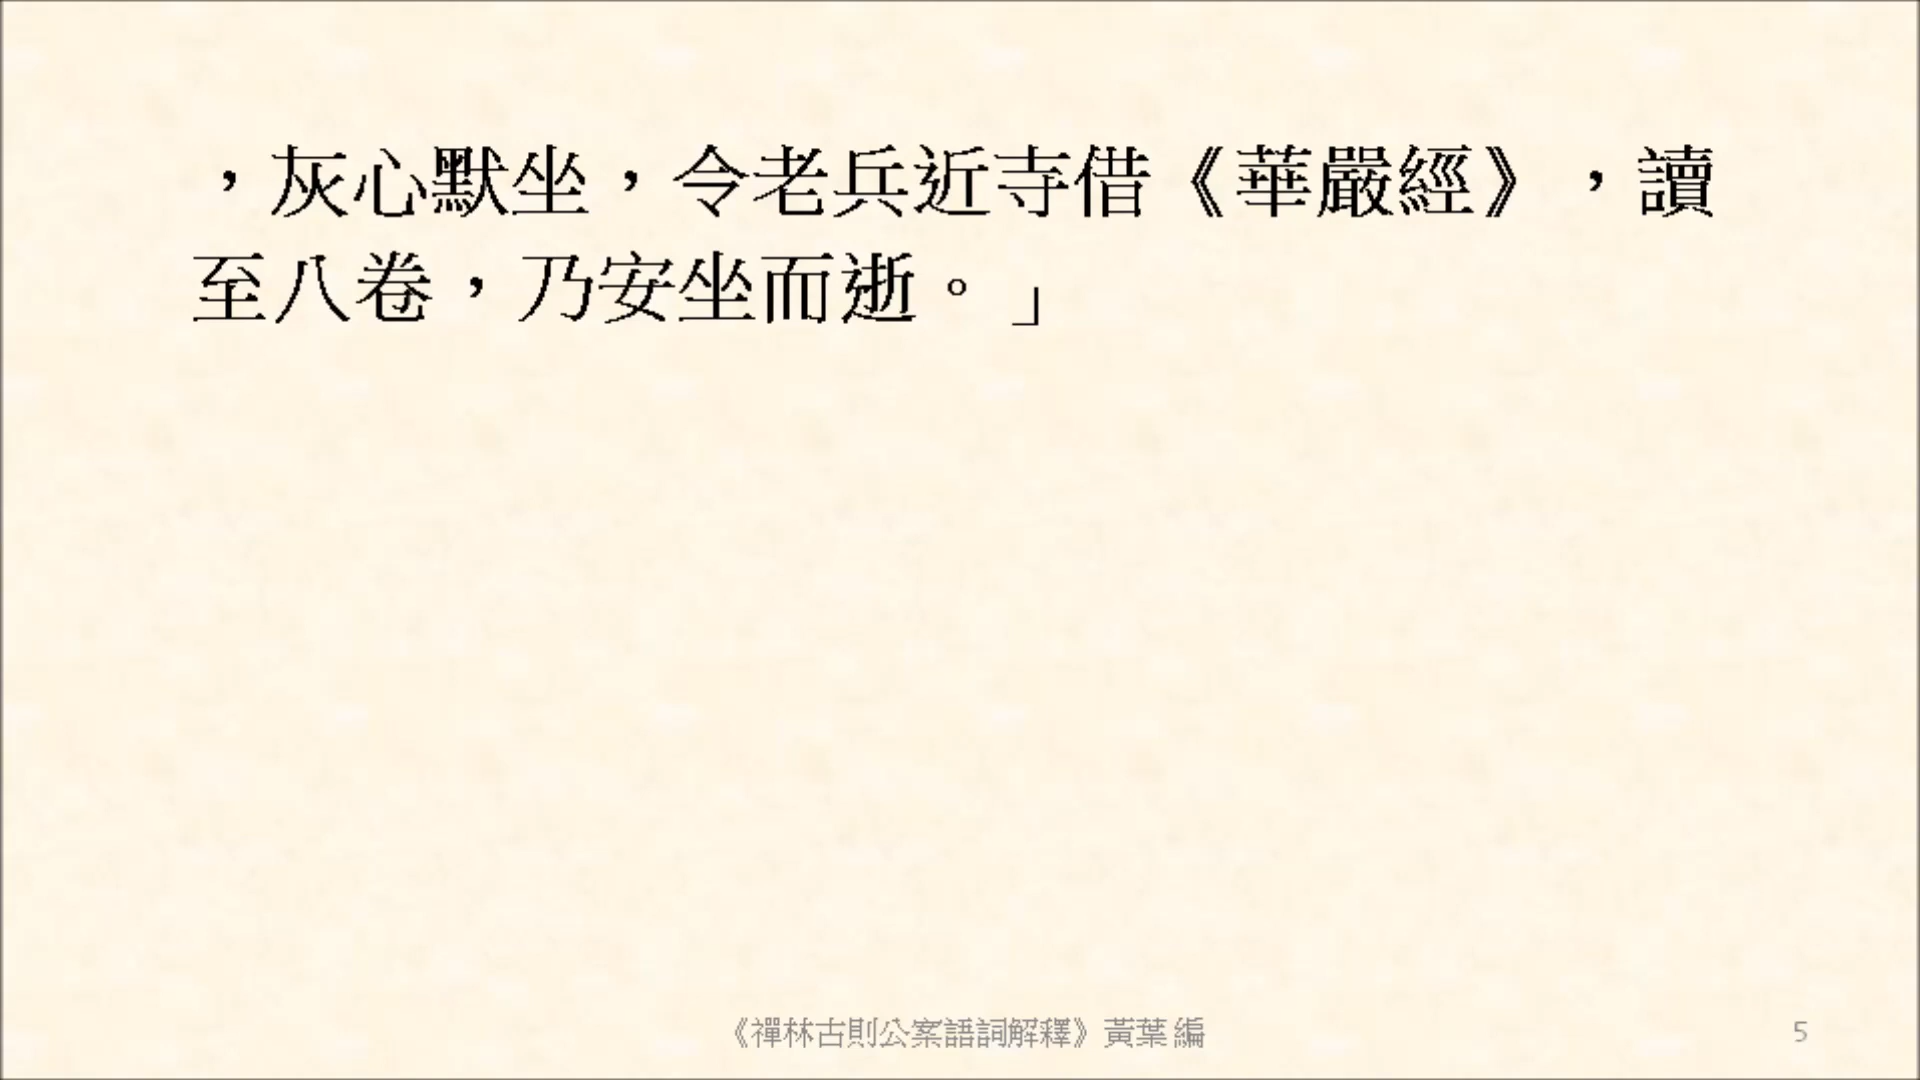 ，灰心默坐，令老兵近寺借《華嚴經》，讀
至八卷，乃安坐而逝。」
《禪林古則公案語詞解釋》黃葉 編
5